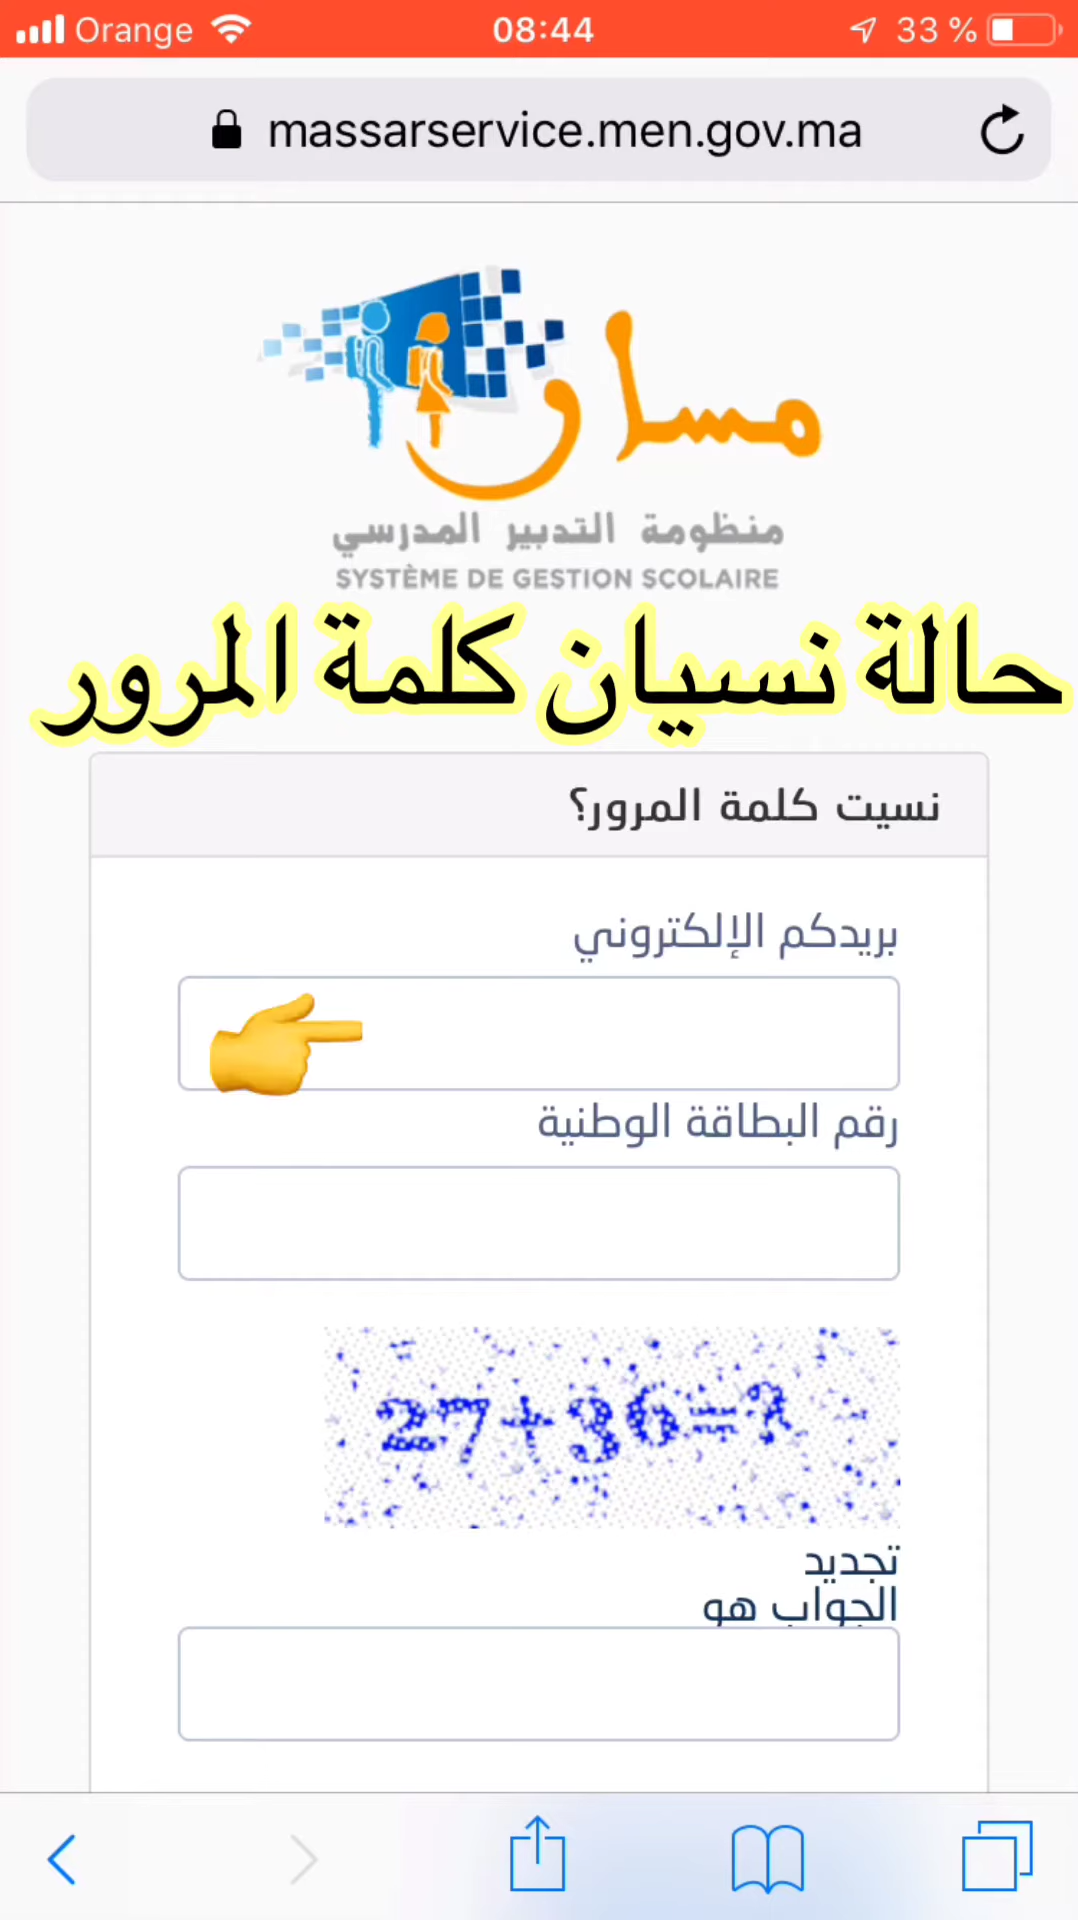 Orange
08:44
33 %
massarservice.men.gov.ma
مسار
منظومة التدبير المدرسي
SYSTÈME DE GESTION SCOLAIRE
حالة نسيان كلمة المرور
نسيت كلمة المرور؟
بريدكم الإلكتروني
رقم البطاقة الوطنية
27+36=?
تجديد
الجواب هو